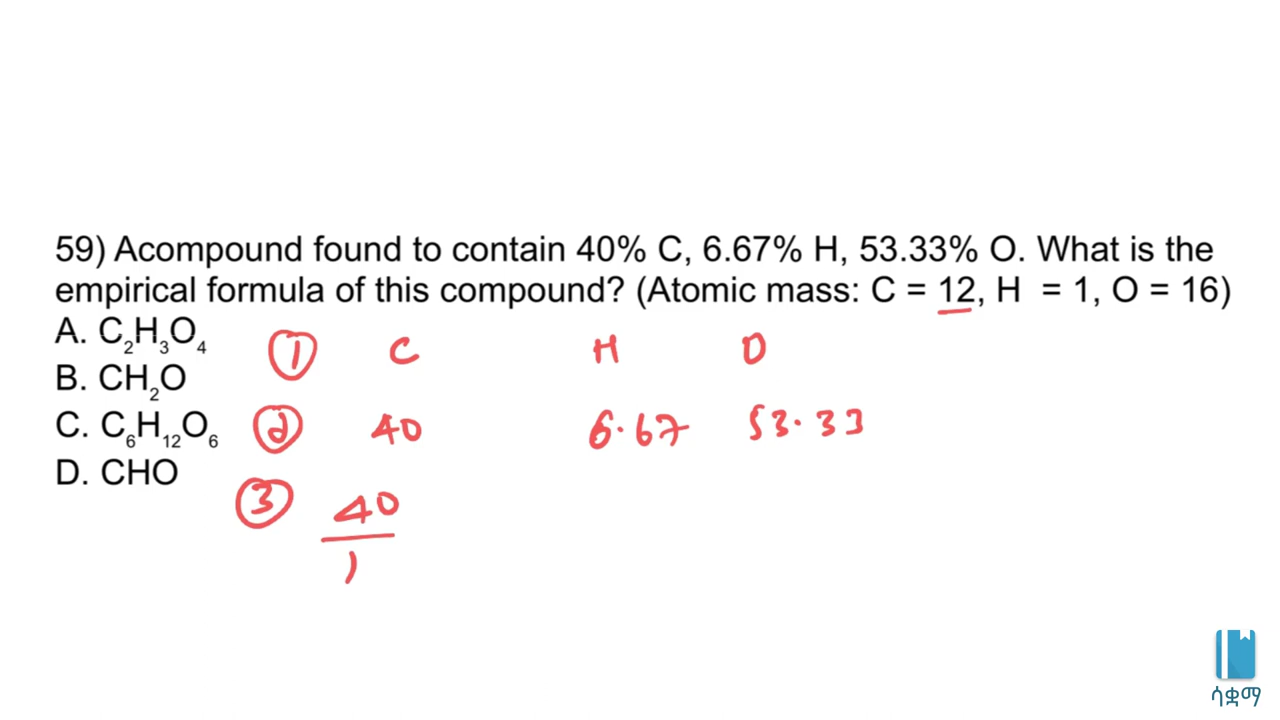 59) Acompound found to contain 40% C, 6.67% H, 53.33% O. What is the
empirical formula of this compound? (Atomic mass: C = 12, H = 1, O = 16)
A. C₂H₃O₄
B. CH₂O
C. C₆H₁₂O₆
D. CHO
① C H O
② 40 6.67 53.33
③ 40
1
ሳቋማ